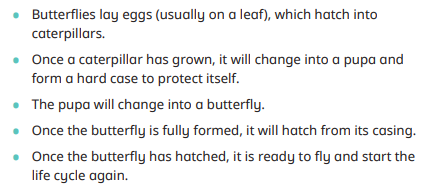 • Butterflies lay eggs (usually on a leaf), which hatch into
caterpillars.
• Once a caterpillar has grown, it will change into a pupa and
form a hard case to protect itself.
• The pupa will change into a butterfly.
• Once the butterfly is fully formed, it will hatch from its casing.
• Once the butterfly has hatched, it is ready to fly and start the
life cycle again.